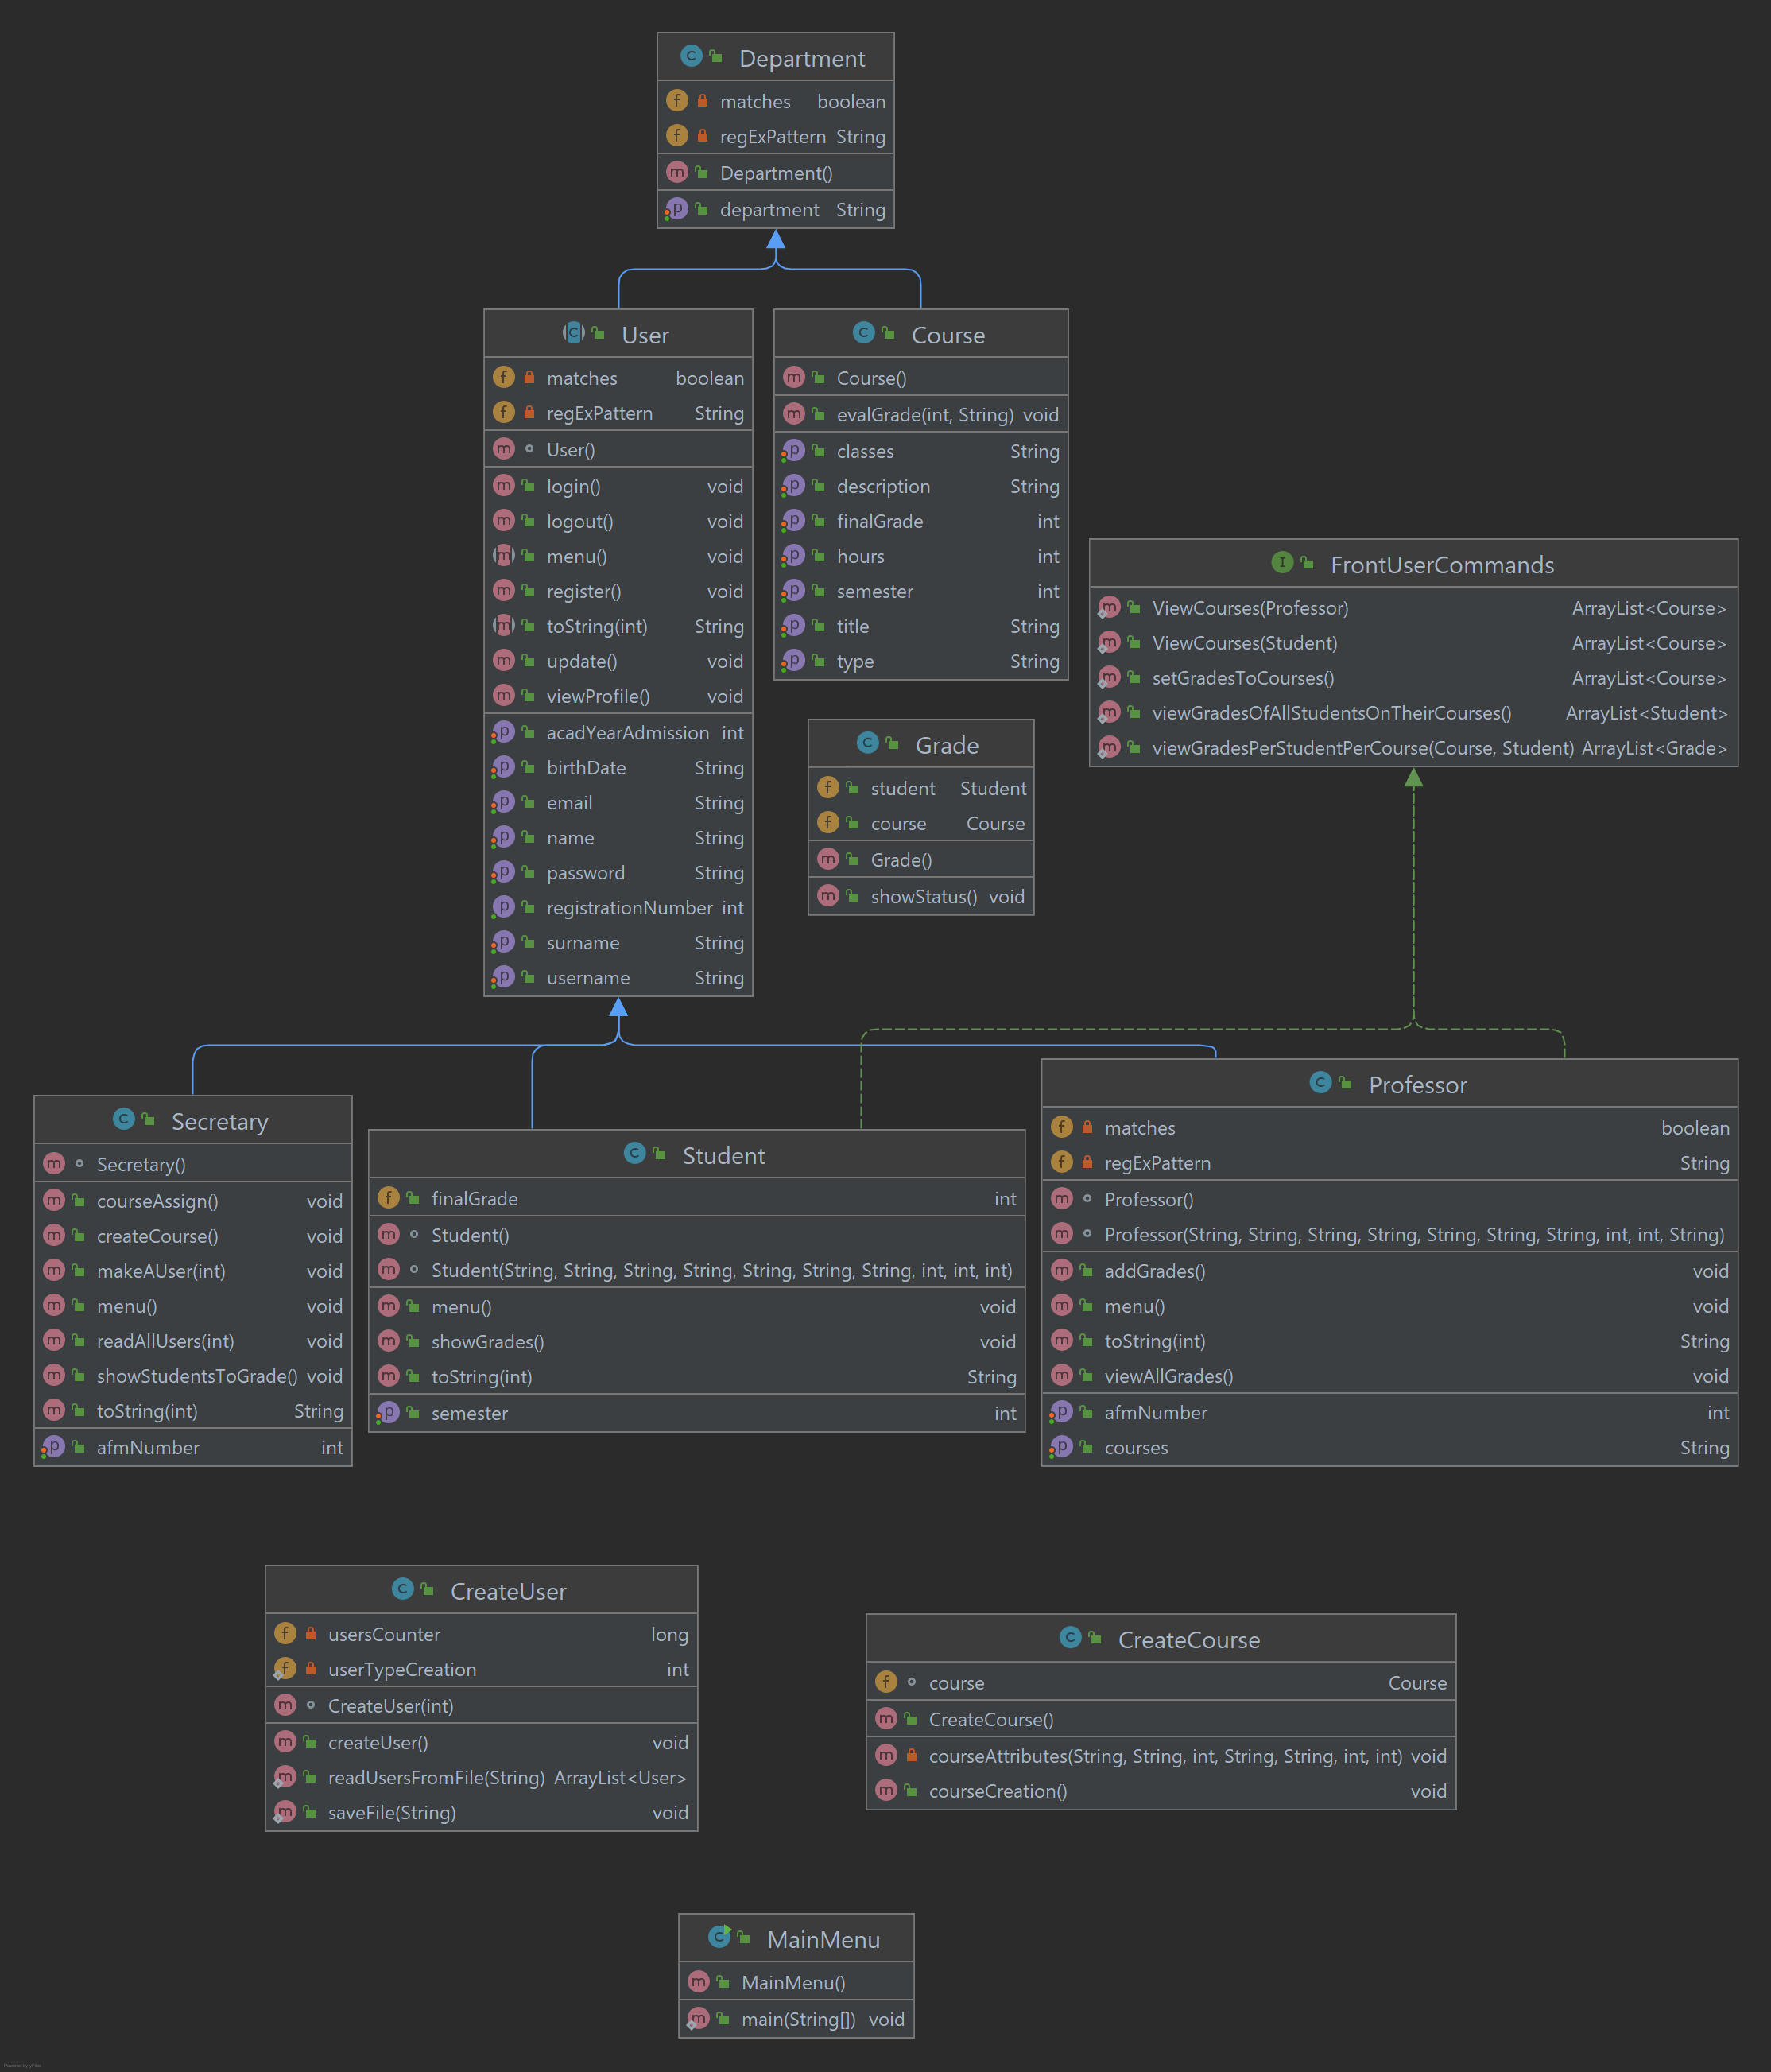 Department
matches boolean
regExPattern String
Department()
department String
User
matches boolean
regExPattern String
User()
login() void
logout() void
menu() void
register() void
toString(int) String
update() void
viewProfile() void
acadYearAdmission int
birthDate String
email String
name String
password String
registrationNumber int
surname String
username String
Course
Course()
evalGrade(int, String) void
classes String
description String
finalGrade int
hours int
semester int
title String
type String
FrontUserCommands
ViewCourses(Professor) ArrayList<Course>
ViewCourses(Student) ArrayList<Course>
setGradesToCourses() ArrayList<Course>
viewGradesOfAllStudentsOnTheirCourses() ArrayList<Student>
viewGradesPerStudentPerCourse(Course, Student) ArrayList<Grade>
Grade
student Student
course Course
Grade()
showStatus() void
Secretary
Secretary()
courseAssign() void
createCourse() void
makeAUser(int) void
menu() void
readAllUsers(int) void
showStudentsToGrade() void
toString(int) String
afmNumber int
Student
finalGrade int
Student()
Student(String, String, String, String, String, String, String, int, int, int)
menu() void
showGrades() void
toString(int) String
semester int
Professor
matches boolean
regExPattern String
Professor()
Professor(String, String, String, String, String, String, String, int, int, String)
addGrades() void
menu() void
toString(int) String
viewAllGrades() void
afmNumber int
courses String
CreateUser
usersCounter long
userTypeCreation int
CreateUser(int)
createUser() void
readUsersFromFile(String) ArrayList<User>
saveFile(String) void
CreateCourse
course Course
CreateCourse()
courseAttributes(String, String, int, String, String, int, int) void
courseCreation() void
MainMenu
MainMenu()
main(String[]) void
Powered by yFiles